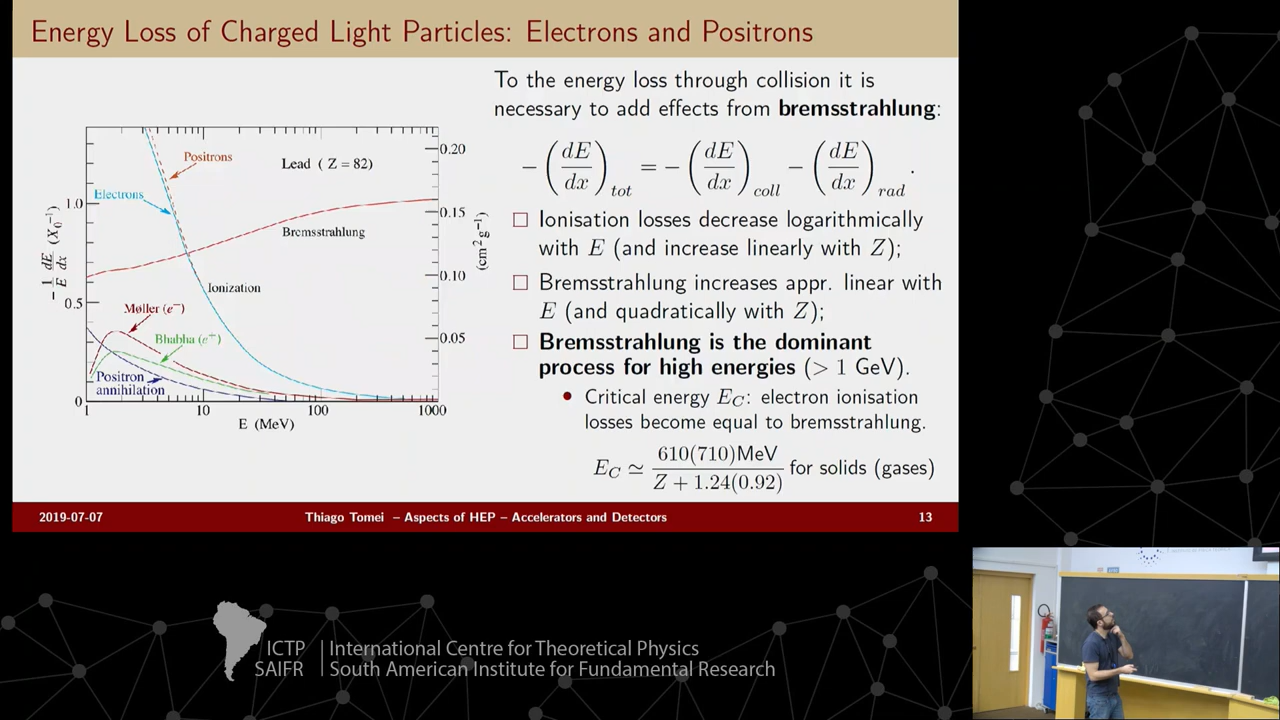 Energy Loss of Charged Light Particles: Electrons and Positrons
To the energy loss through collision it is
necessary to add effects from bremsstrahlung:
−(dE/dx)tot = −(dE/dx)coll − (dE/dx)rad .
□ Ionisation losses decrease logarithmically
with E (and increase linearly with Z);
□ Bremsstrahlung increases appr. linear with
E (and quadratically with Z);
□ Bremsstrahlung is the dominant
process for high energies (> 1 GeV).
• Critical energy EC: electron ionisation
losses become equal to bremsstrahlung.
EC ≃ 610(710)MeV / Z + 1.24(0.92) for solids (gases)
Positrons
Lead ( Z = 82)
Electrons
Bremsstrahlung
Ionization
Møller (e−)
Bhabha (e+)
Positron
annihilation
− 1/E dE/dx (X0−1)
1.0
0.5
0
0.20
0.15
0.10
0.05
(cm2 g−1)
1
10
100
1000
E (MeV)
2019-07-07
Thiago Tomei – Aspects of HEP – Accelerators and Detectors
13
ICTP
SAIFR
International Centre for Theoretical Physics
South American Institute for Fundamental Research